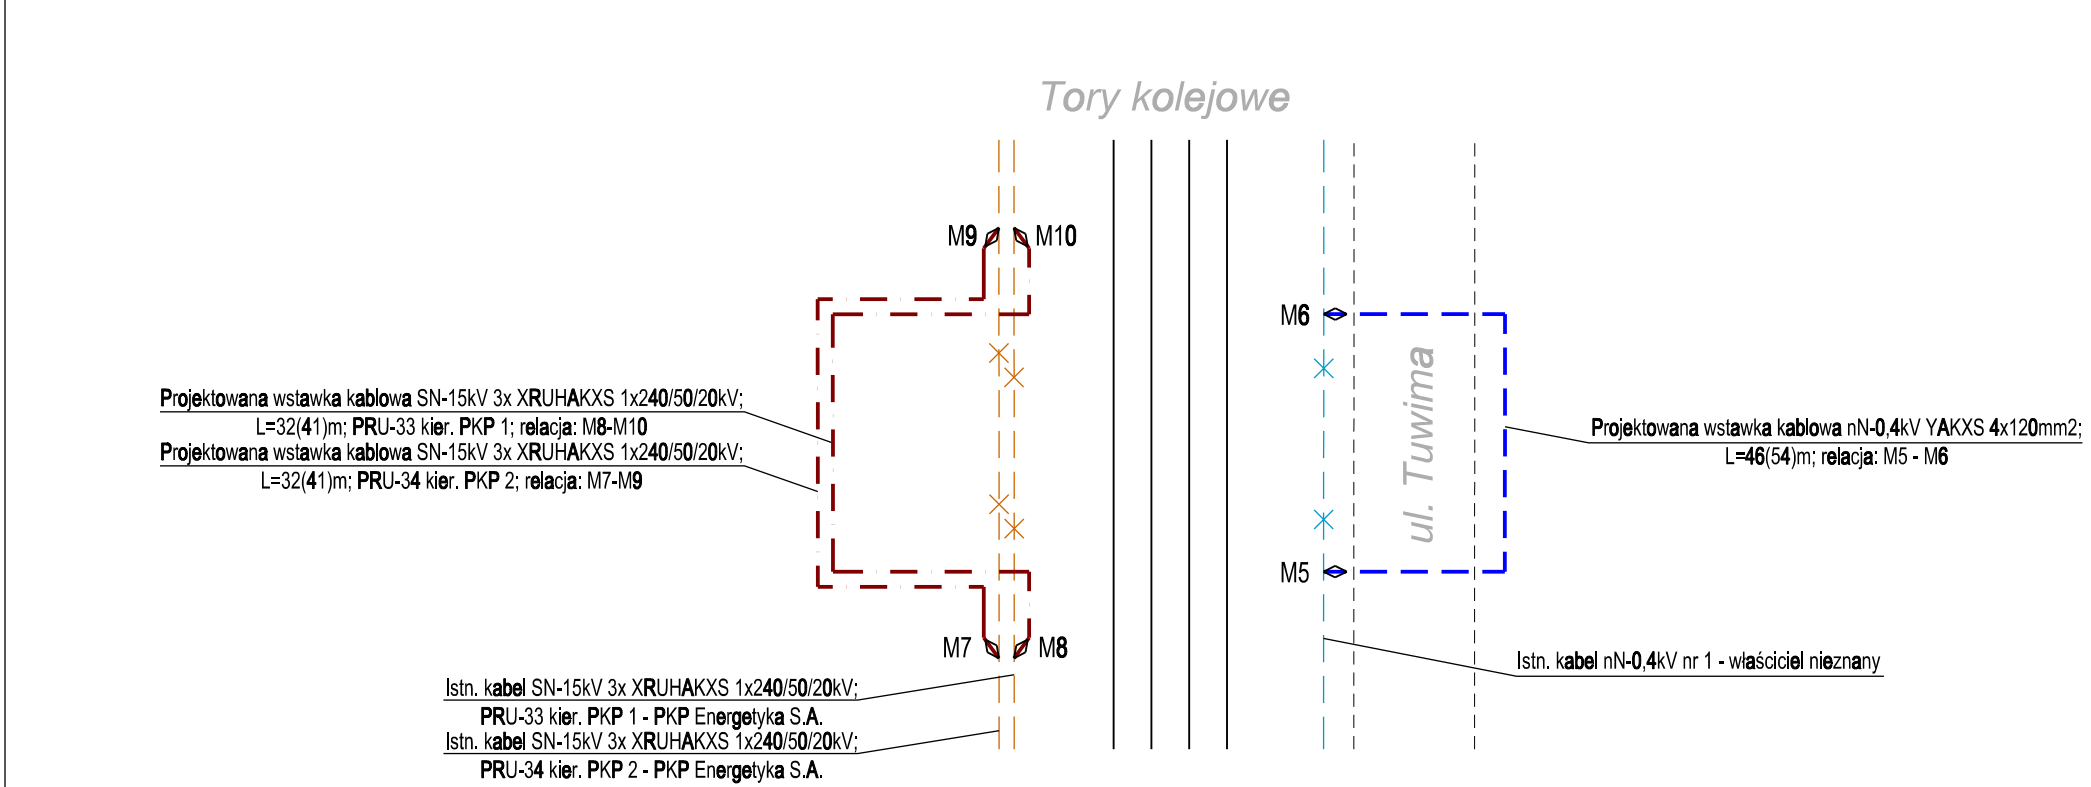 Tory kolejowe
M9
M10
M6
ul. Tuwima
Projektowana wstawka kablowa SN-15kV 3x XRUHAKXS 1x240/50/20kV;
L=32(41)m; PRU-33 kier. PKP 1; relacja: M8-M10
Projektowana wstawka kablowa SN-15kV 3x XRUHAKXS 1x240/50/20kV;
L=32(41)m; PRU-34 kier. PKP 2; relacja: M7-M9
Projektowana wstawka kablowa nN-0,4kV YAKXS 4x120mm2;
L=46(54)m; relacja: M5 - M6
M5
M7
M8
Istn. kabel nN-0,4kV nr 1 - właściciel nieznany
Istn. kabel SN-15kV 3x XRUHAKXS 1x240/50/20kV;
PRU-33 kier. PKP 1 - PKP Energetyka S.A.
Istn. kabel SN-15kV 3x XRUHAKXS 1x240/50/20kV;
PRU-34 kier. PKP 2 - PKP Energetyka S.A.